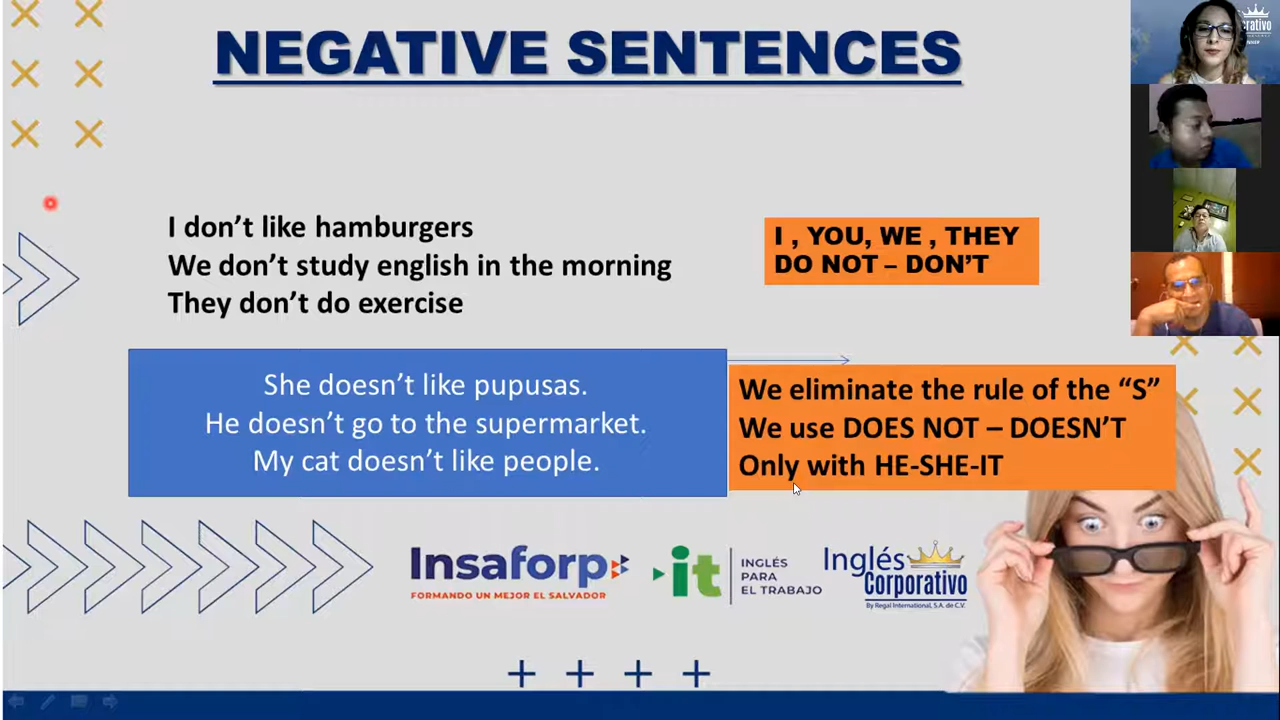 NEGATIVE SENTENCES
I don't like hamburgers
We don't study english in the morning
They don't do exercise
I , YOU, WE , THEY
DO NOT – DON'T
She doesn't like pupusas.
He doesn't go to the supermarket.
My cat doesn't like people.
We eliminate the rule of the “S”
We use DOES NOT – DOESN'T
Only with HE-SHE-IT
Insaforp
FORMANDO UN MEJOR EL SALVADOR
it
INGLÉS
PARA
EL TRABAJO
Inglés
Corporativo
By Regal International, S.A. de C.V.